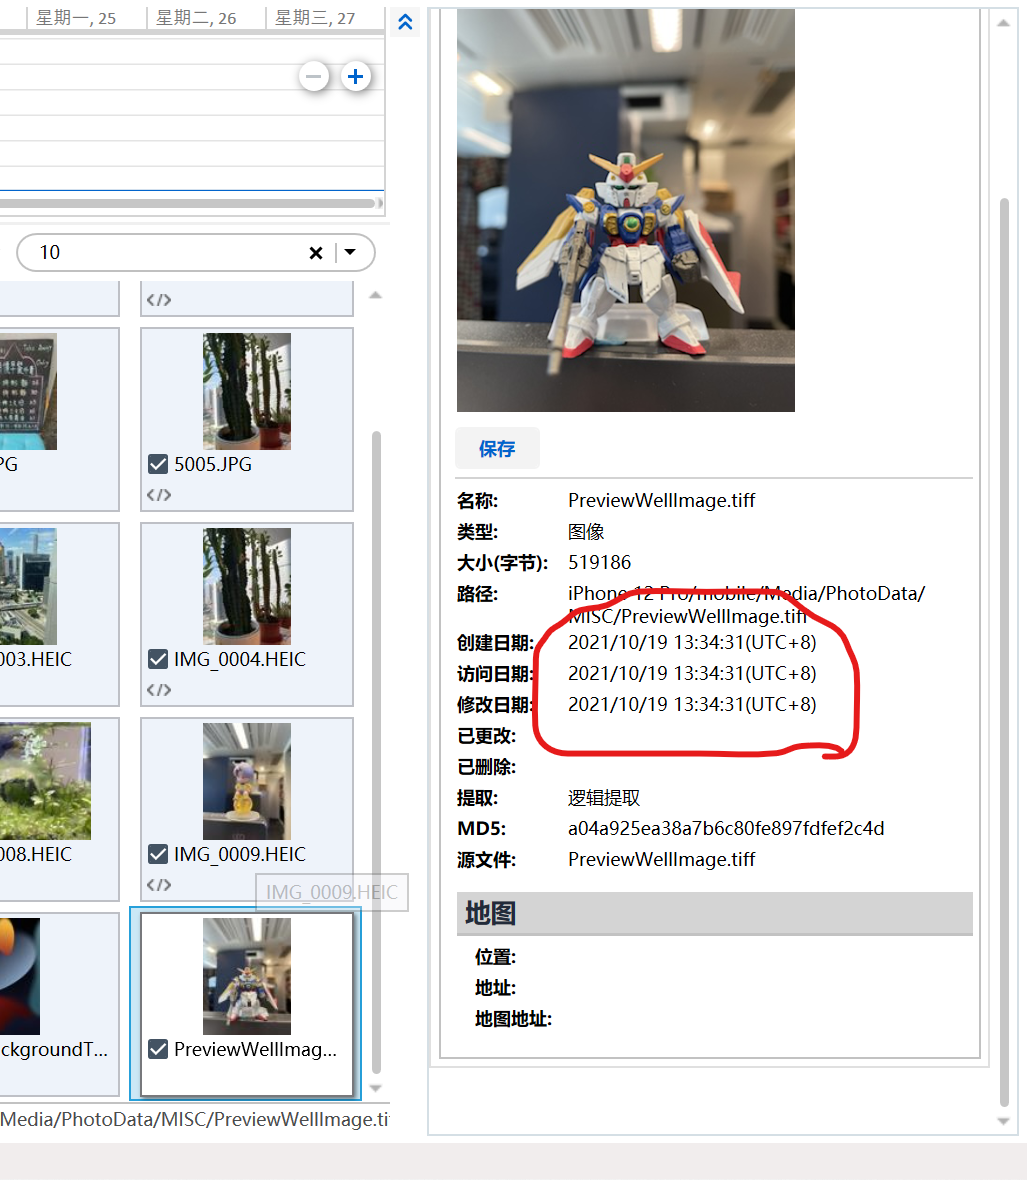 星期一, 25
星期二, 26
星期三, 27
10
</>
PG
5005.JPG
</>
003.HEIC
IMG_0004.HEIC
</>
008.HEIC
IMG_0009.HEIC
</>
IMG_0009.HEIC
ckgroundT...
PreviewWellImag...
Media/PhotoData/MISC/PreviewWellImage.ti
保存
名称: PreviewWellImage.tiff
类型: 图像
大小(字节): 519186
路径: iPhone 12 Pro/mobile/Media/PhotoData/
MISC/PreviewWellImage.tiff
创建日期: 2021/10/19 13:34:31(UTC+8)
访问日期: 2021/10/19 13:34:31(UTC+8)
修改日期: 2021/10/19 13:34:31(UTC+8)
已更改:
已删除:
提取: 逻辑提取
MD5: a04a925ea38a7b6c80fe897fdfef2c4d
源文件: PreviewWellImage.tiff
地图
位置:
地址:
地图地址: